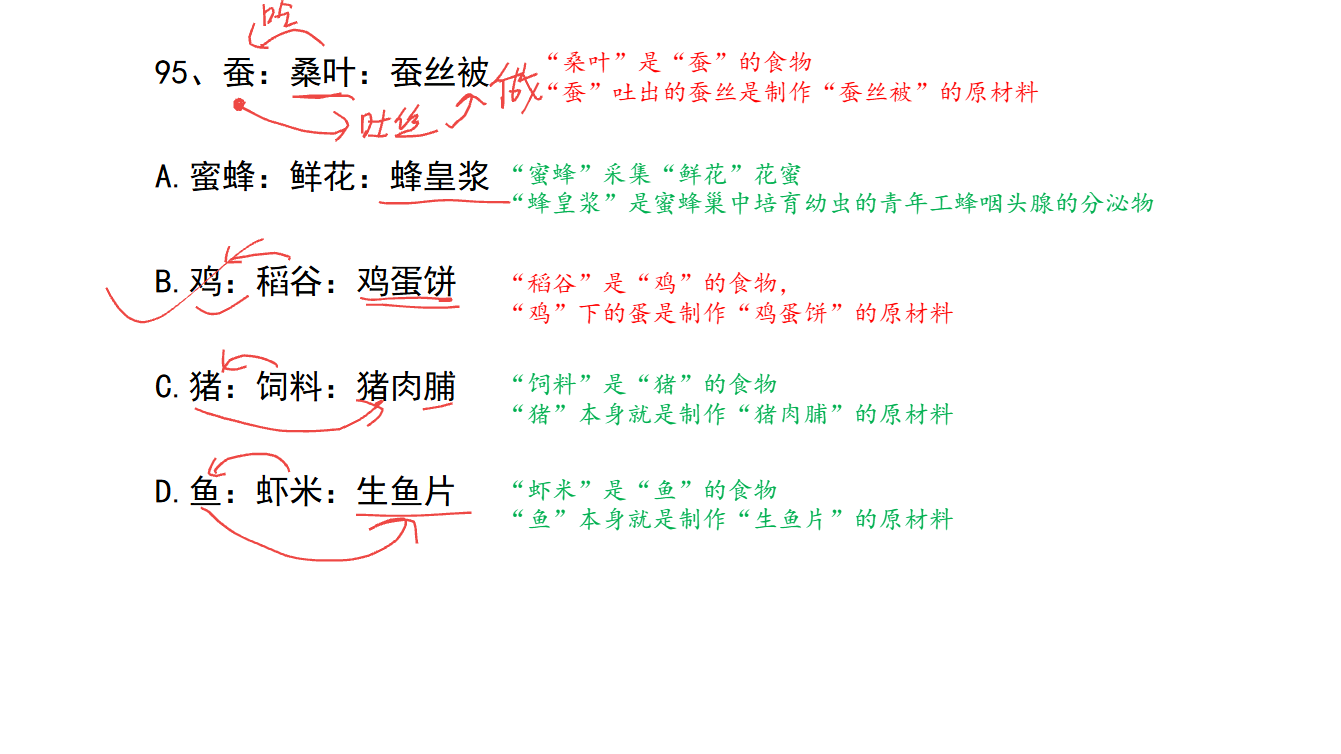 吃
95、蚕：桑叶：蚕丝被
“桑叶”是“蚕”的食物
“蚕”吐出的蚕丝是制作“蚕丝被”的原材料
做
吐丝
A.蜜蜂：鲜花：蜂皇浆
“蜜蜂”采集“鲜花”花蜜
“蜂皇浆”是蜜蜂巢中培育幼虫的青年工蜂咽头腺的分泌物
B.鸡：稻谷：鸡蛋饼
“稻谷”是“鸡”的食物，
“鸡”下的蛋是制作“鸡蛋饼”的原材料
C.猪：饲料：猪肉脯
“饲料”是“猪”的食物
“猪”本身就是制作“猪肉脯”的原材料
D.鱼：虾米：生鱼片
“虾米”是“鱼”的食物
“鱼”本身就是制作“生鱼片”的原材料